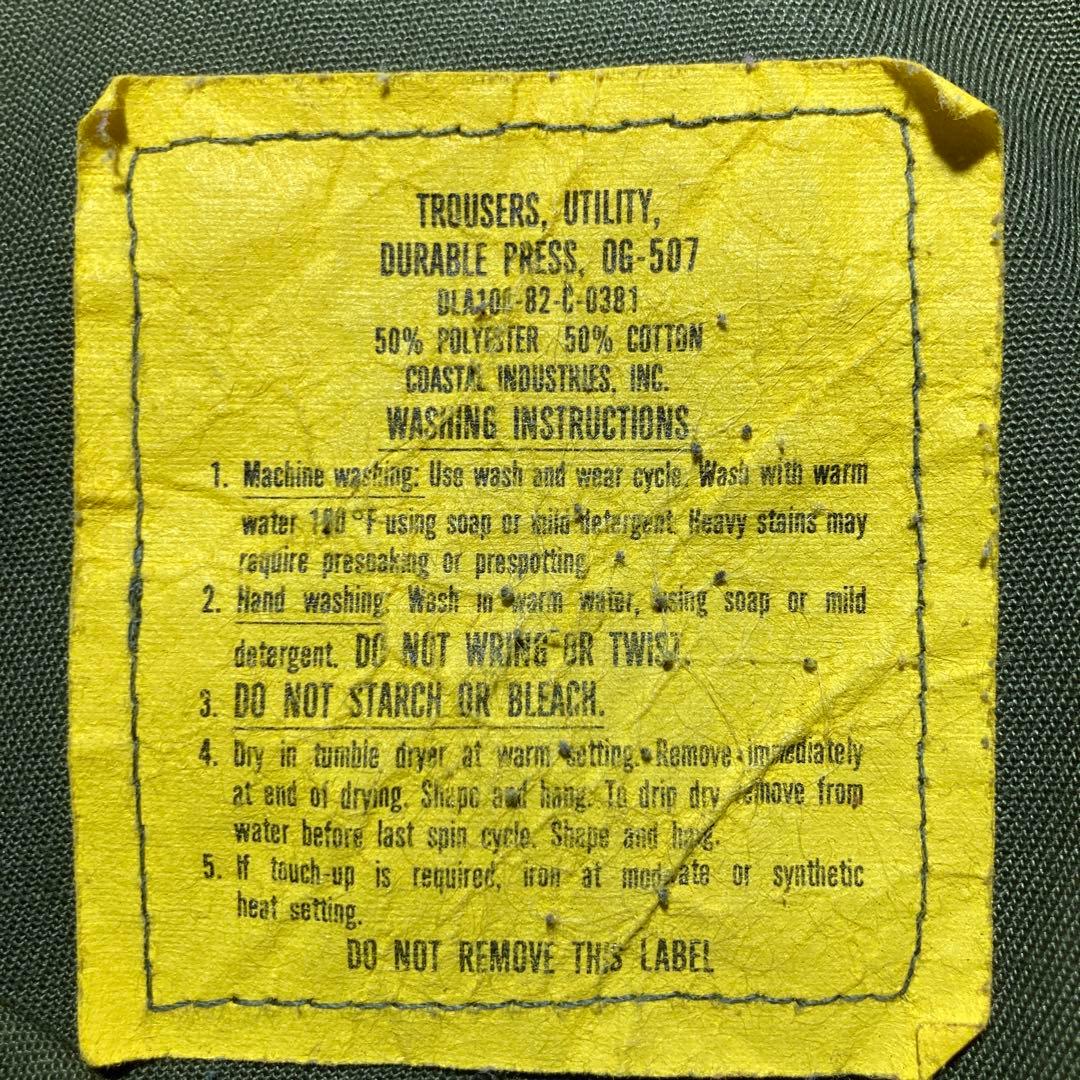 TROUSERS, UTILITY,
DURABLE PRESS, OG-507
DLA100-82-C-0381
50% POLYESTER 50% COTTON
COASTAL INDUSTRIES, INC.
WASHING INSTRUCTIONS
1. Machine washing: Use wash and wear cycle. Wash with warm
water 100 °F using soap or mild detergent. Heavy stains may
require presoaking or prespotting.
2. Hand washing: Wash in warm water, using soap or mild
detergent. DO NOT WRING OR TWIST.
3. DO NOT STARCH OR BLEACH.
4. Dry in tumble dryer at warm setting. Remove immediately
at end of drying. Shape and hang. To drip dry remove from
water before last spin cycle. Shape and hang.
5. If touch-up is required, iron at moderate or synthetic
heat setting.
DO NOT REMOVE THIS LABEL